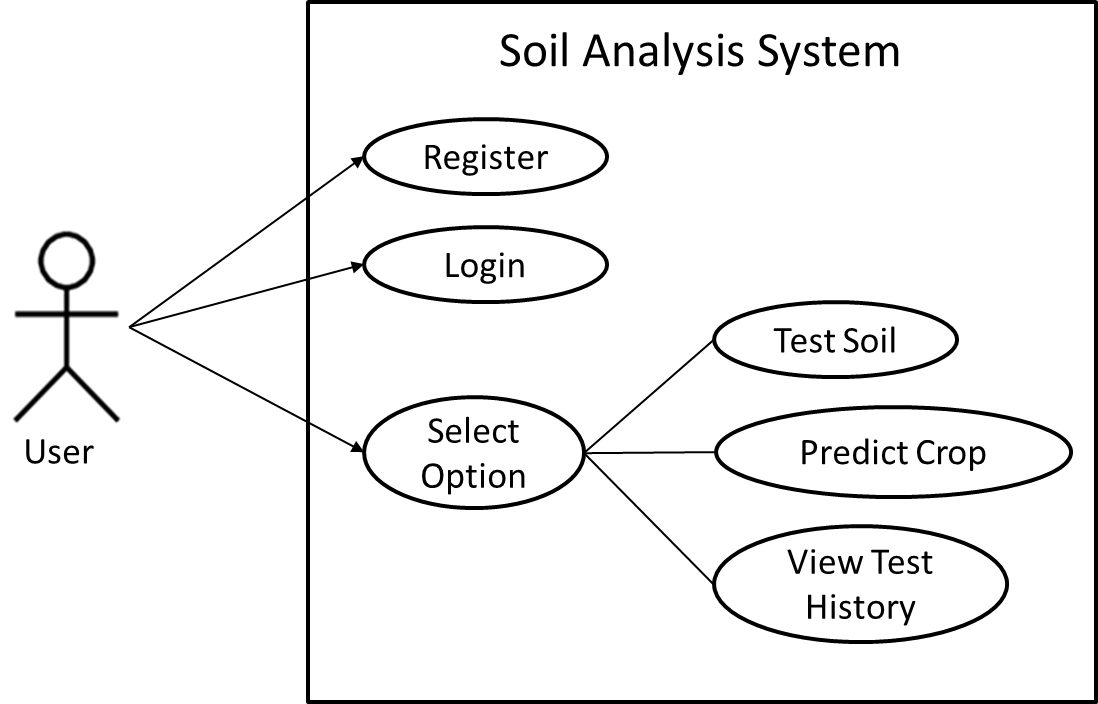 Soil Analysis System
Register
Login
Test Soil
Select
Option
Predict Crop
View Test
History
User